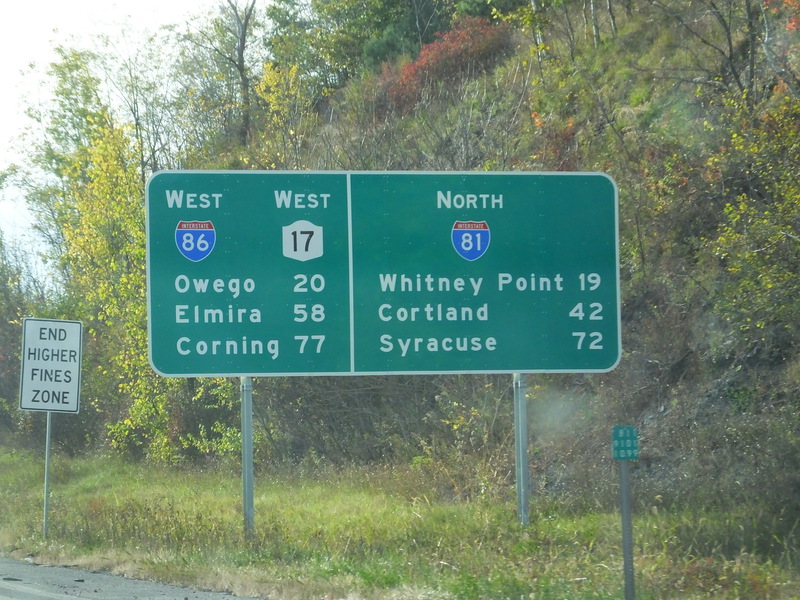 WEST WEST
INTERSTATE
86 17
Owego 20
Elmira 58
Corning 77
NORTH
INTERSTATE
81
Whitney Point 19
Cortland 42
Syracuse 72
END
HIGHER
FINES
ZONE